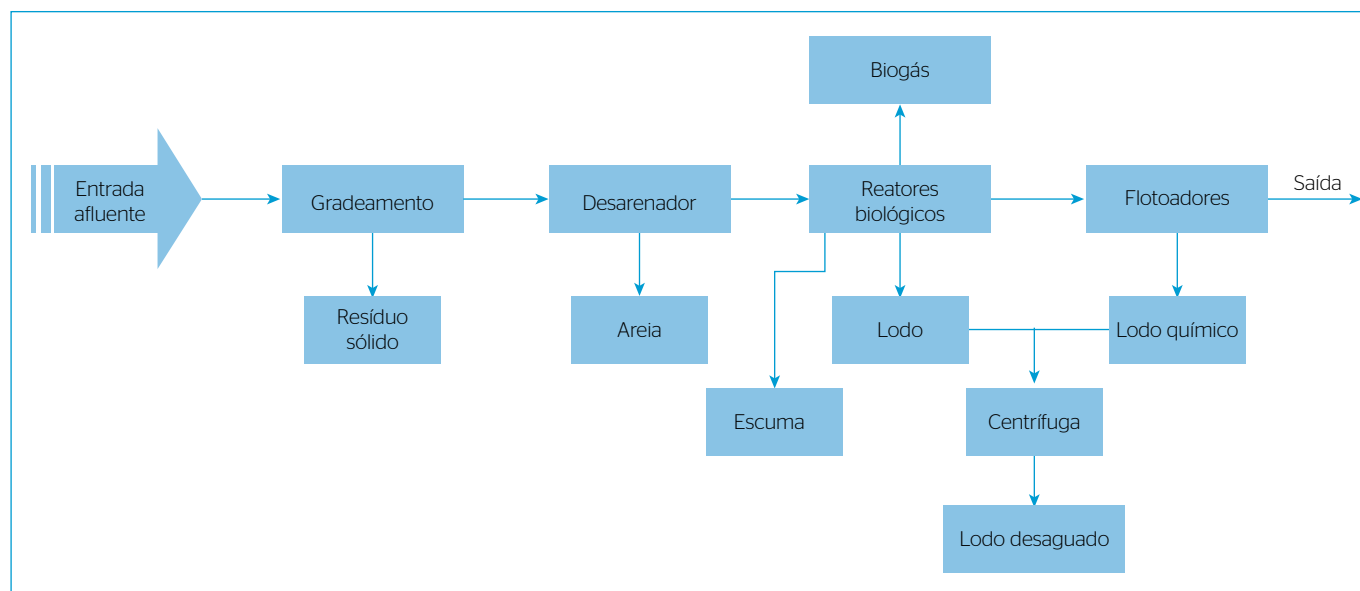 Biogás
Entrada
afluente
Gradeamento
Desarenador
Reatores
biológicos
Flotoadores
Saída
Resíduo
sólido
Areia
Lodo
Lodo químico
Escuma
Centrífuga
Lodo desaguado